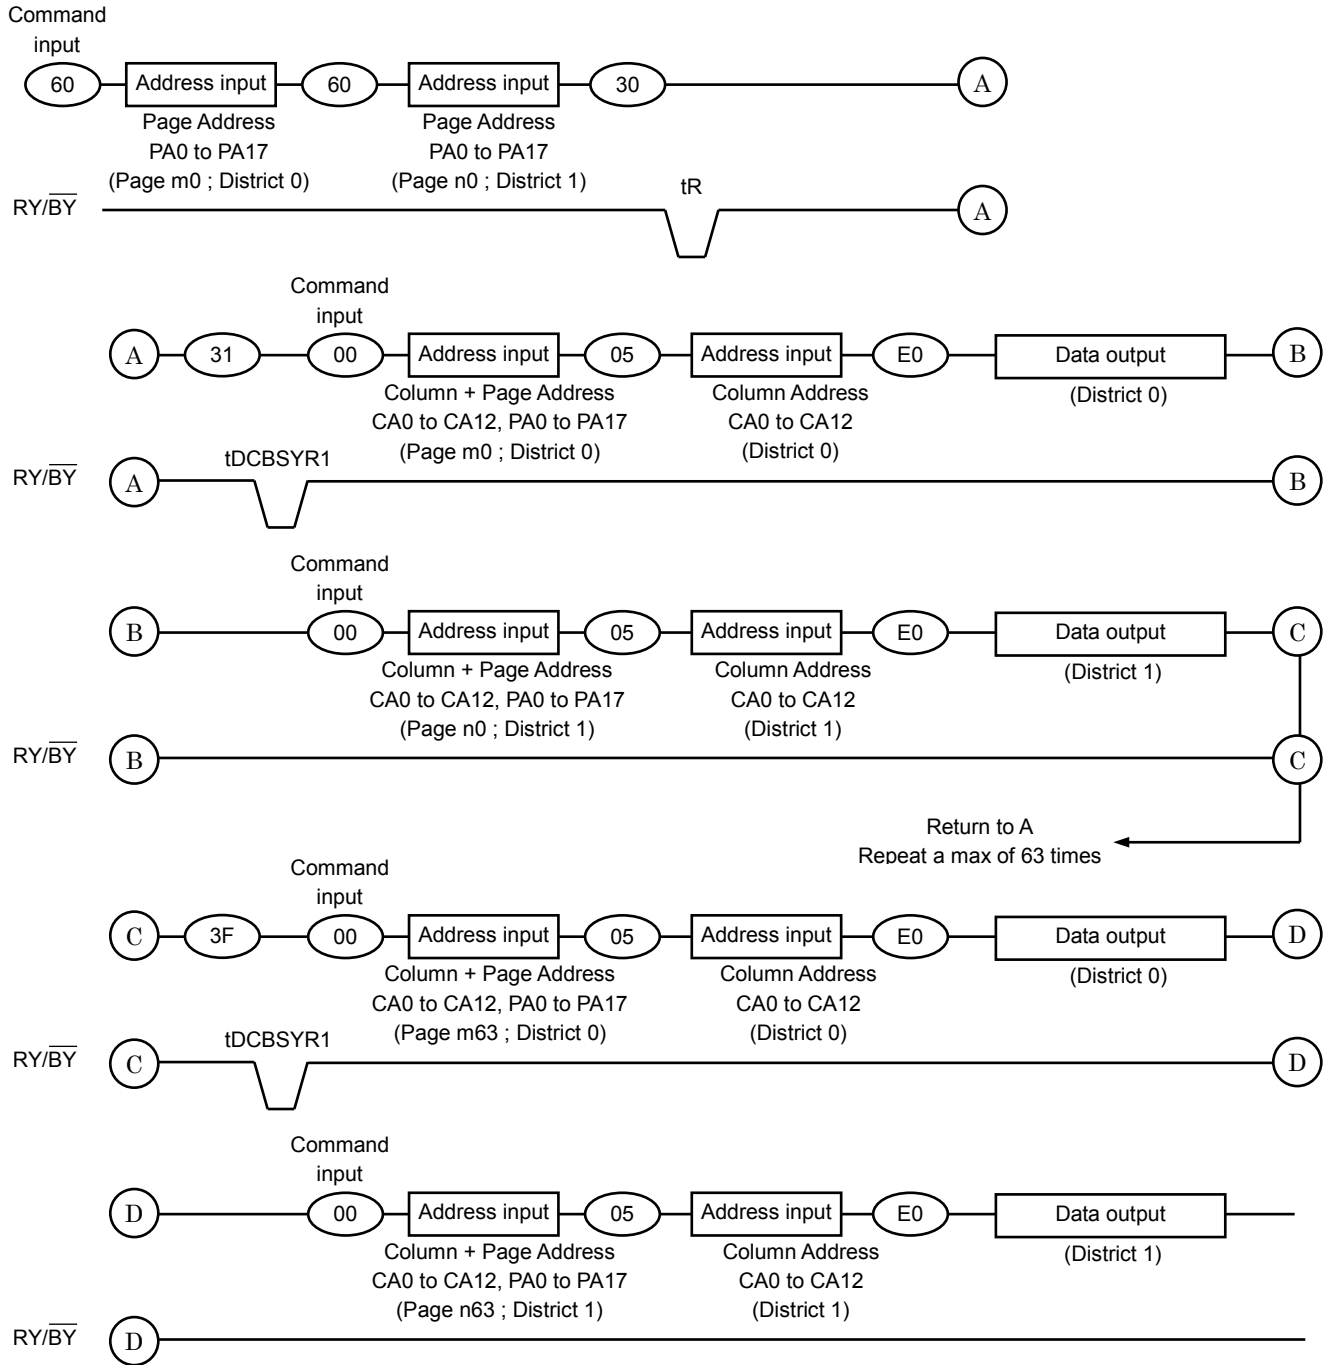 Command
input
60 Address input 60 Address input 30 A
Page Address Page Address
PA0 to PA17 PA0 to PA17
(Page m0 ; District 0) (Page n0 ; District 1)
tR
RY/BY A
Command
input
A 31 00 Address input 05 Address input E0 Data output B
Column + Page Address Column Address (District 0)
CA0 to CA12, PA0 to PA17 CA0 to CA12
(Page m0 ; District 0) (District 0)
tDCBSYR1
RY/BY A B
Command
input
B 00 Address input 05 Address input E0 Data output C
Column + Page Address Column Address (District 1)
CA0 to CA12, PA0 to PA17 CA0 to CA12
(Page n0 ; District 1) (District 1)
RY/BY B C
Return to A
Repeat a max of 63 times
Command
input
C 3F 00 Address input 05 Address input E0 Data output D
Column + Page Address Column Address (District 0)
CA0 to CA12, PA0 to PA17 CA0 to CA12
(Page m63 ; District 0) (District 0)
tDCBSYR1
RY/BY C D
Command
input
D 00 Address input 05 Address input E0 Data output
Column + Page Address Column Address (District 1)
CA0 to CA12, PA0 to PA17 CA0 to CA12
(Page n63 ; District 1) (District 1)
RY/BY D